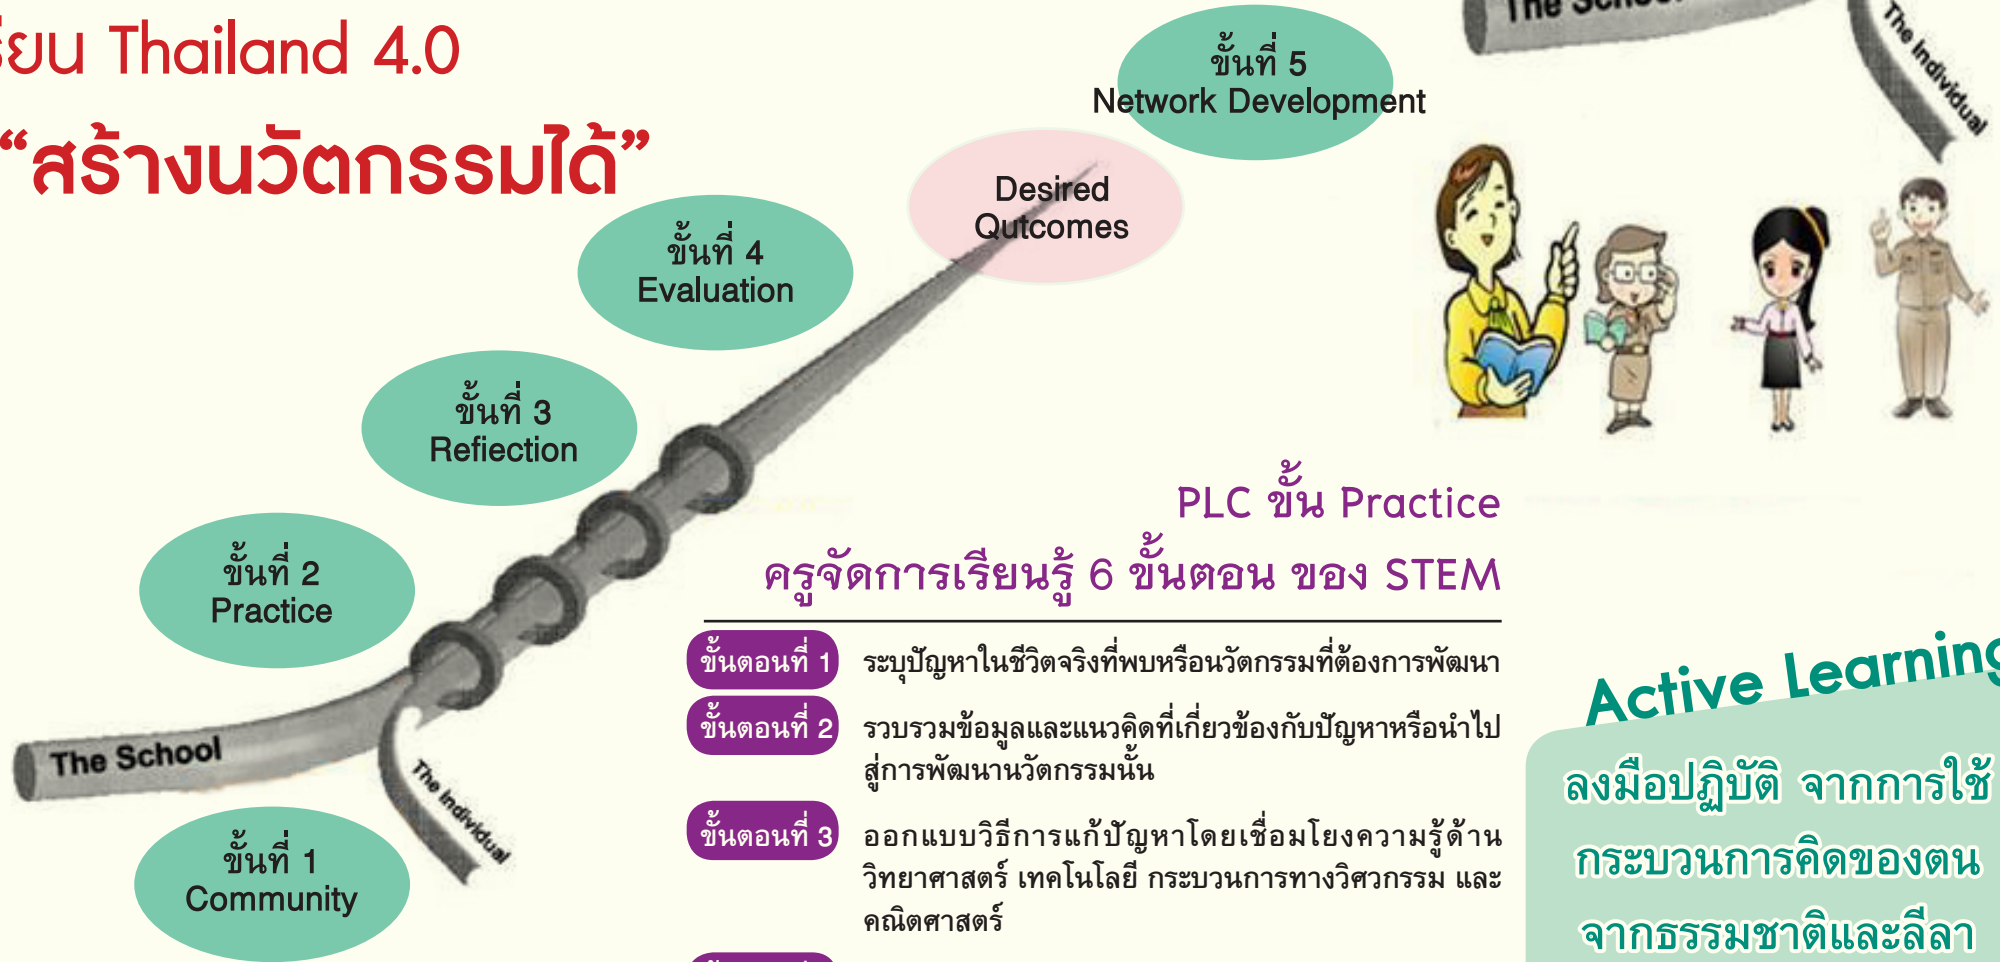 รียน Thailand 4.0
“สร้างนวัตกรรมได้”
ขั้นที่ 5
Network Development
Desired
Qutcomes
ขั้นที่ 4
Evaluation
ขั้นที่ 3
Refiection
ขั้นที่ 2
Practice
The School
The Individual
ขั้นที่ 1
Community
The School
The Individual
PLC ขั้น Practice
ครูจัดการเรียนรู้ 6 ขั้นตอน ของ STEM
ขั้นตอนที่ 1 ระบุปัญหาในชีวิตจริงที่พบหรือนวัตกรรมที่ต้องการพัฒนา
ขั้นตอนที่ 2 รวบรวมข้อมูลและแนวคิดที่เกี่ยวข้องกับปัญหาหรือนำไป
สู่การพัฒนานวัตกรรมนั้น
ขั้นตอนที่ 3 ออกแบบวิธีการแก้ปัญหาโดยเชื่อมโยงความรู้ด้าน
วิทยาศาสตร์ เทคโนโลยี กระบวนการทางวิศวกรรม และ
คณิตศาสตร์
Active Learning
ลงมือปฏิบัติ จากการใช้
กระบวนการคิดของตน
จากธรรมชาติและลีลา